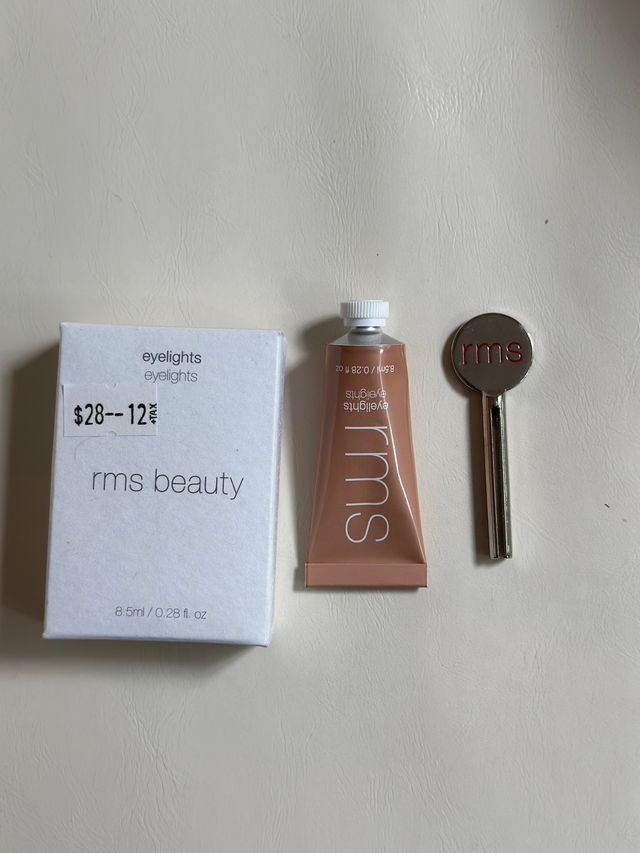 eyelights
eyelights
$28--12+TAX
rms beauty
8.5ml / 0.28 fl. oz
8.5ml / 0.28 fl oz
eyelights
eyelights
rms
rms